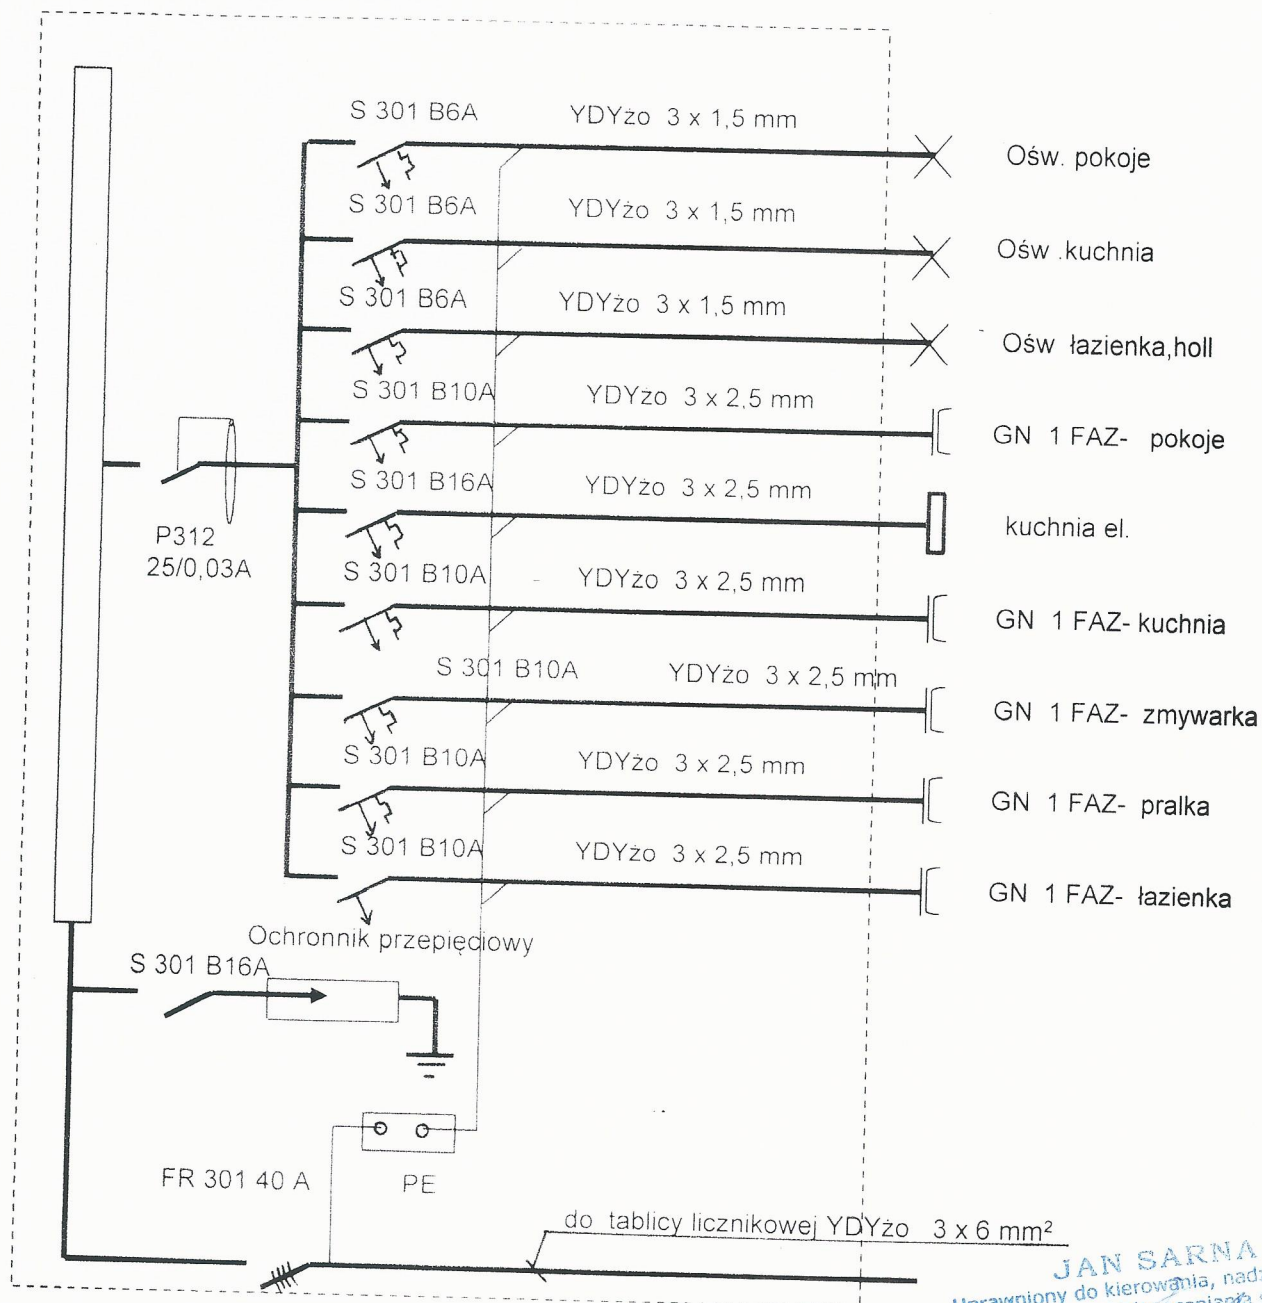 S 301 B6A YDYżo 3 x 1,5 mm
Ośw. pokoje
S 301 B6A YDYżo 3 x 1,5 mm
Ośw .kuchnia
S 301 B6A YDYżo 3 x 1,5 mm
Ośw łazienka,holl
S 301 B10A YDYżo 3 x 2,5 mm
GN 1 FAZ- pokoje
S 301 B16A YDYżo 3 x 2,5 mm
P312
25/0,03A
kuchnia el.
S 301 B10A YDYżo 3 x 2,5 mm
GN 1 FAZ- kuchnia
S 301 B10A YDYżo 3 x 2,5 mm
GN 1 FAZ- zmywarka
S 301 B10A YDYżo 3 x 2,5 mm
GN 1 FAZ- pralka
S 301 B10A YDYżo 3 x 2,5 mm
GN 1 FAZ- łazienka
Ochronnik przepięciowy
S 301 B16A
FR 301 40 A
PE
do tablicy licznikowej YDYżo 3 x 6 mm²
JAN SARNA
Uprawniony do kierowania,